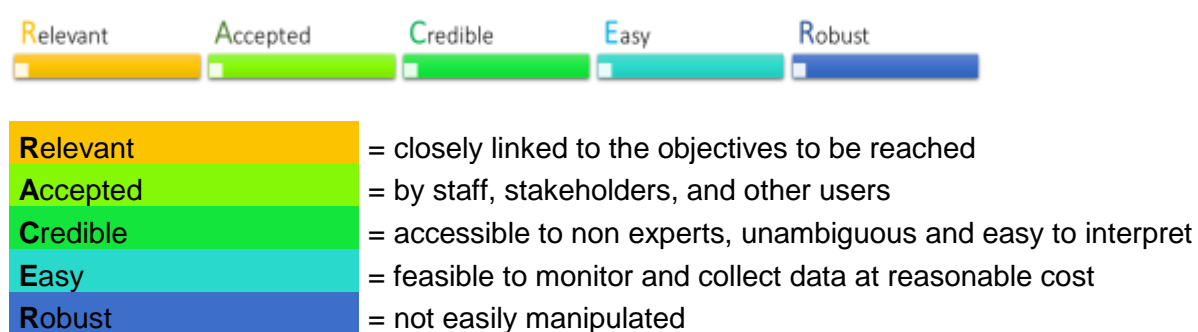 Relevant Accepted Credible Easy Robust
Relevant = closely linked to the objectives to be reached
Accepted = by staff, stakeholders, and other users
Credible = accessible to non experts, unambiguous and easy to interpret
Easy = feasible to monitor and collect data at reasonable cost
Robust = not easily manipulated